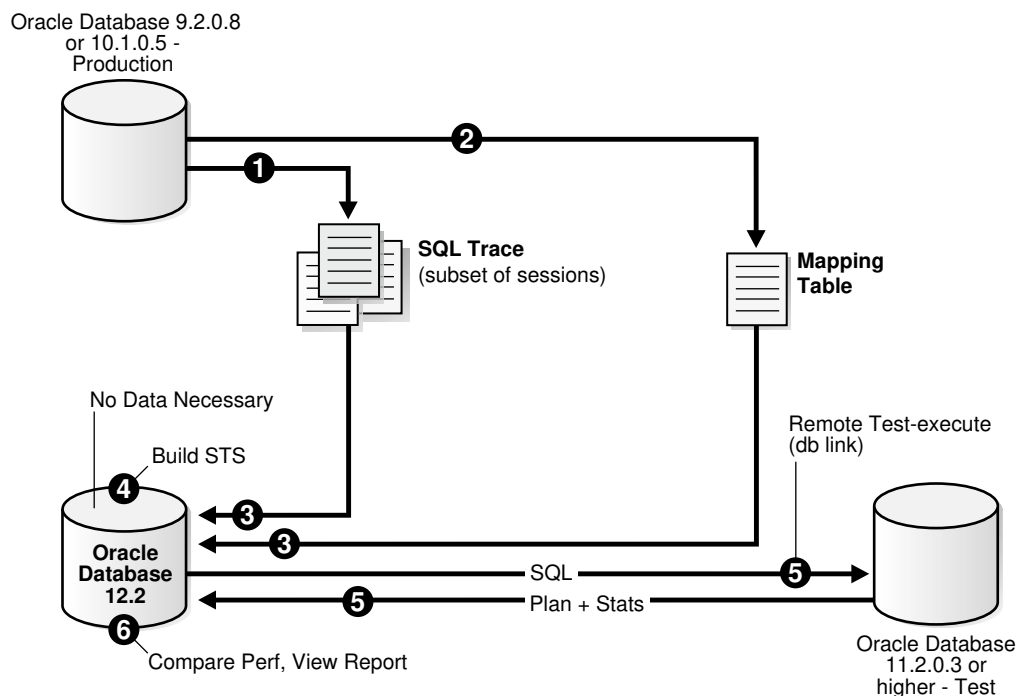 Oracle Database 9.2.0.8
or 10.1.0.5 -
Production
2
1
SQL Trace
(subset of sessions)
Mapping
Table
No Data Necessary
Remote Test-execute
(db link)
Build STS
4
3
3
Oracle
Database
12.2
SQL
5
5
Plan + Stats
6
Compare Perf, View Report
Oracle Database
11.2.0.3 or
higher - Test